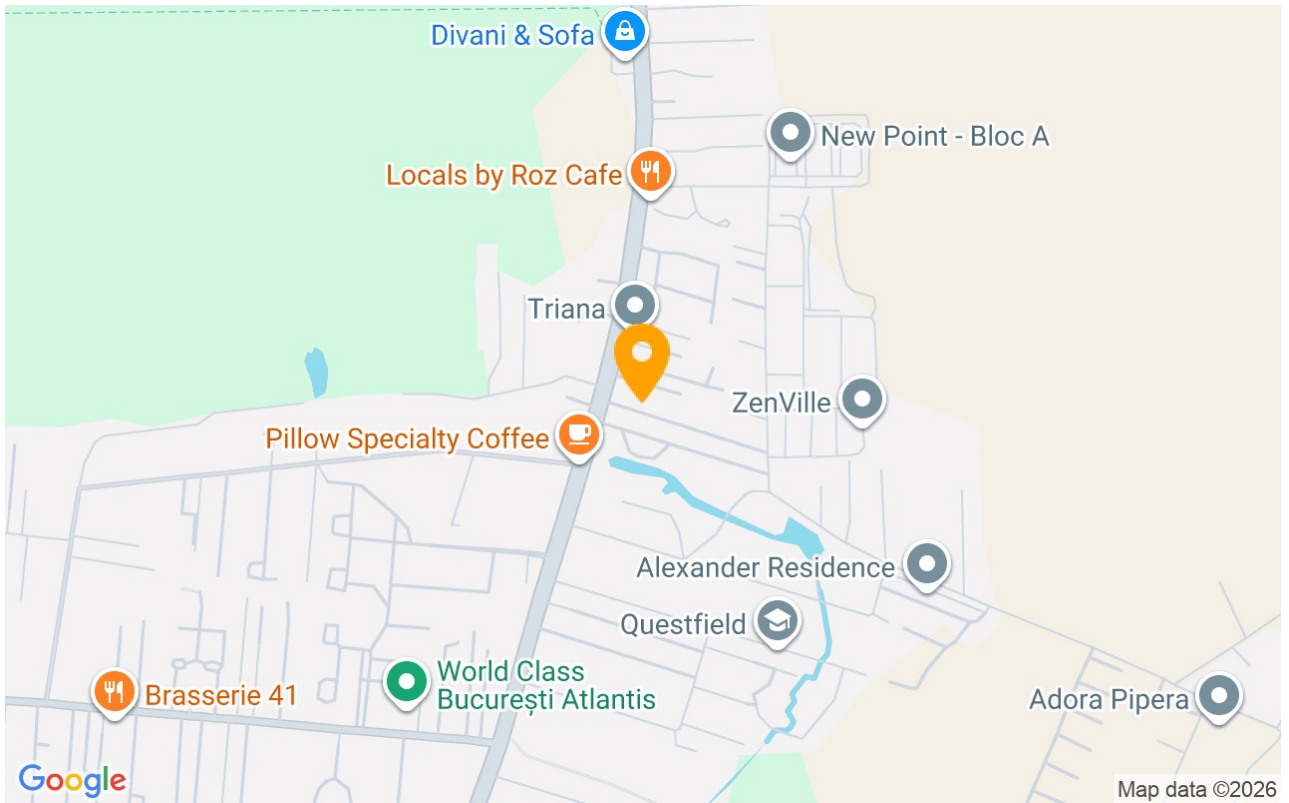 Divani & Sofa
New Point - Bloc A
Locals by Roz Cafe
Triana
ZenVille
Pillow Specialty Coffee
Alexander Residence
Questfield
World Class
București Atlantis
Brasserie 41
Adora Pipera
Google
Map data ©2026